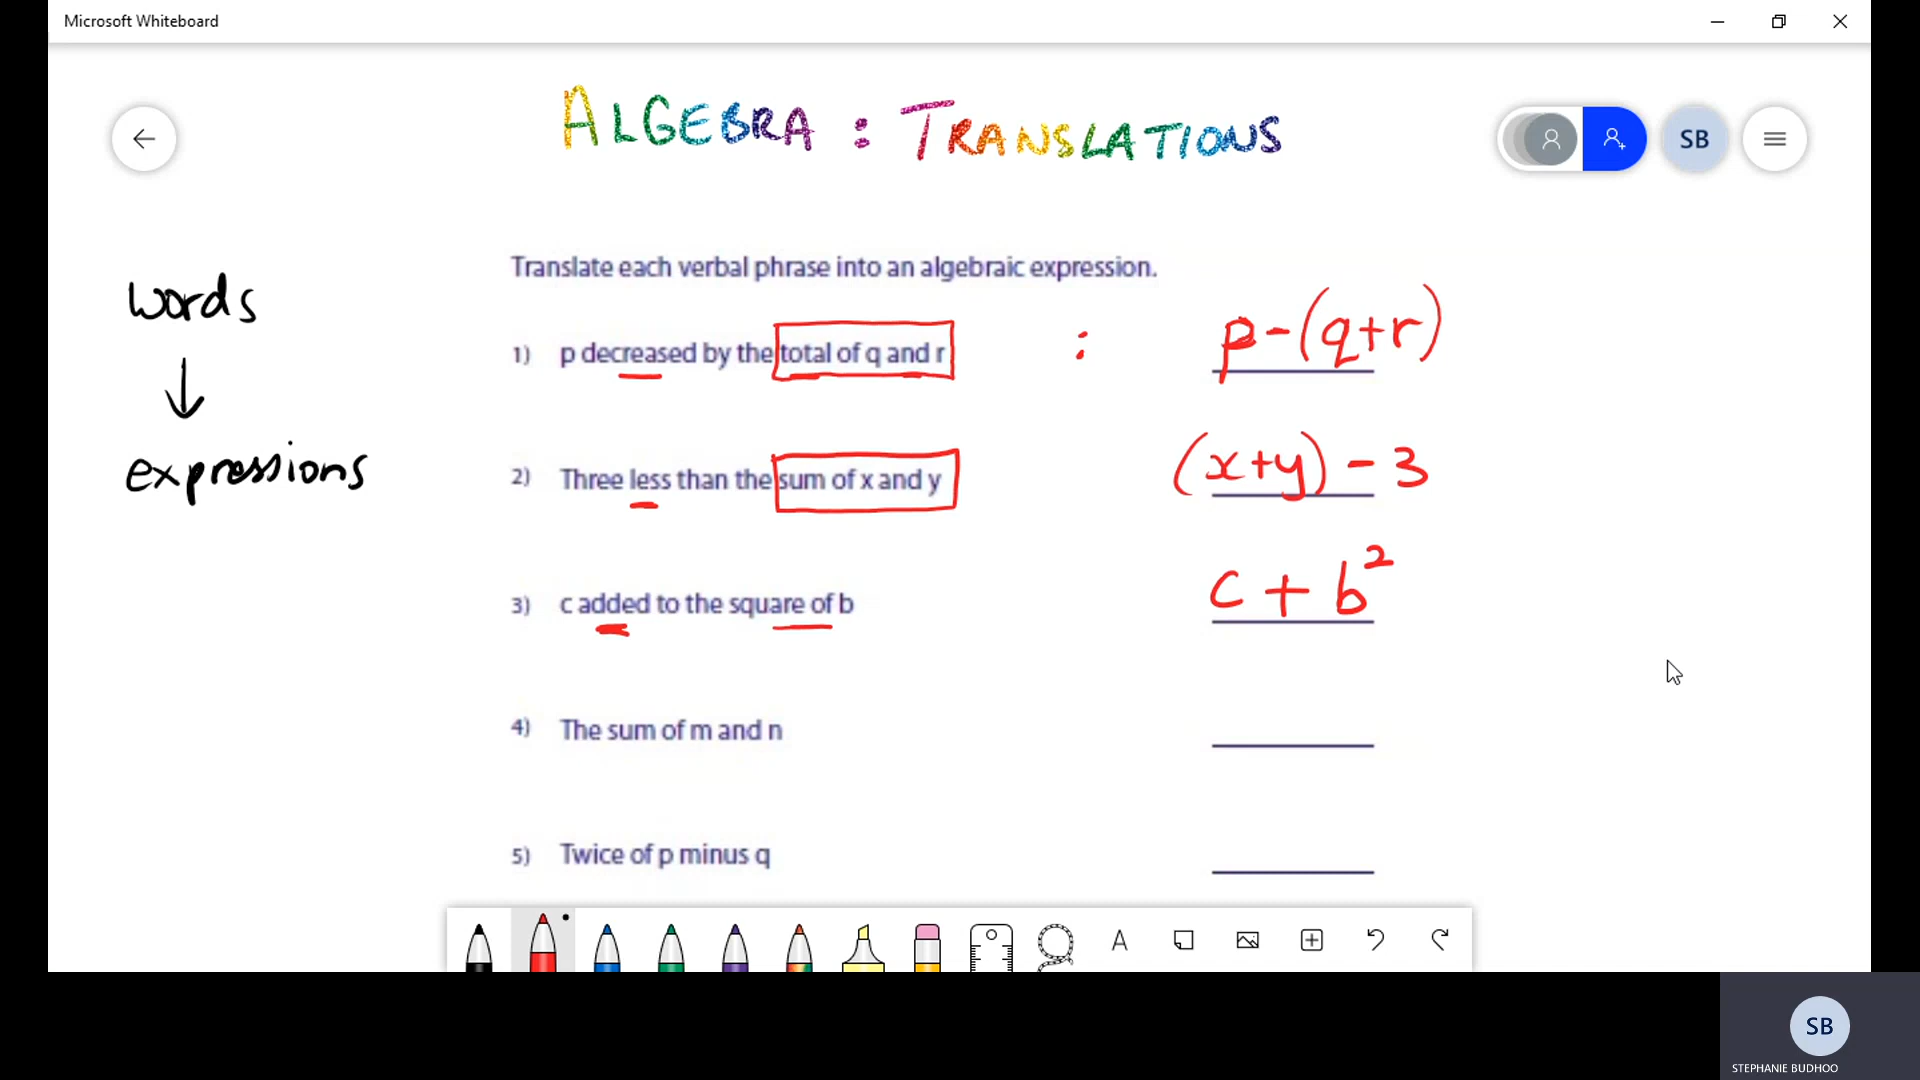 Microsoft Whiteboard
ALGEBRA : TRANSLATIONS
SB
words
↓
expressions
Translate each verbal phrase into an algebraic expression.
1) p decreased by the total of q and r : p-(q+r)
2) Three less than the sum of x and y (x+y) - 3
3) c added to the square of b c + b²
4) The sum of m and n
5) Twice of p minus q
A
SB
STEPHANIE BUDHOO